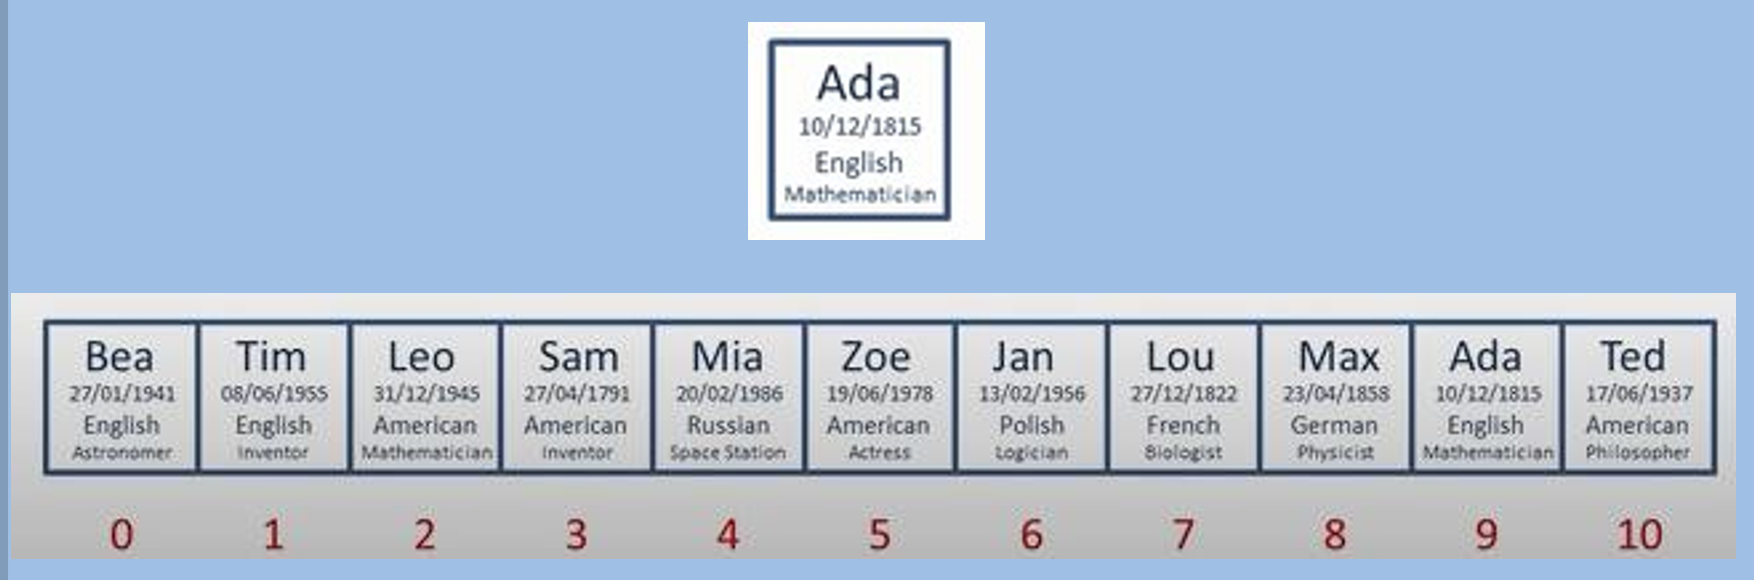 Ada
10/12/1815
English
Mathematician
Bea
27/01/1941
English
Astronomer
Tim
08/06/1955
English
Inventor
Leo
31/12/1945
American
Mathematician
Sam
27/04/1791
American
Inventor
Mia
20/02/1986
Russian
Space Station
Zoe
19/06/1978
American
Actress
Jan
13/02/1956
Polish
Logician
Lou
27/12/1822
French
Biologist
Max
23/04/1858
German
Physicist
Ada
10/12/1815
English
Mathematician
Ted
17/06/1937
American
Philosopher
0 1 2 3 4 5 6 7 8 9 10